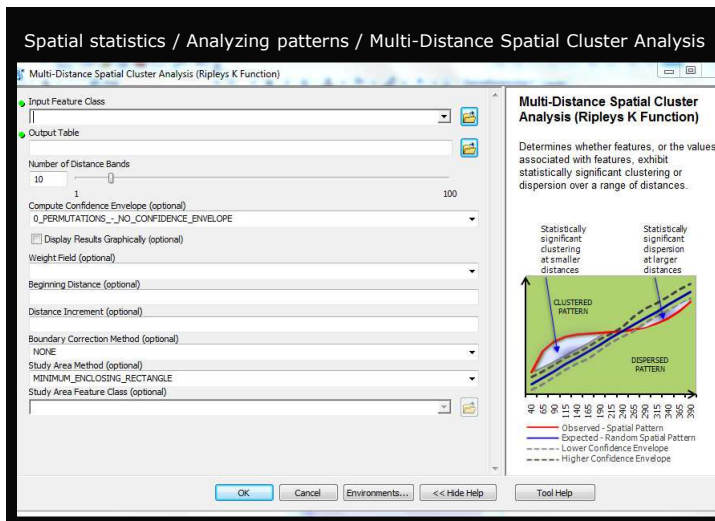 Spatial statistics / Analyzing patterns / Multi-Distance Spatial Cluster Analysis
Multi-Distance Spatial Cluster Analysis (Ripleys K Function)
Input Feature Class
Output Table
Number of Distance Bands
10
1 100
Compute Confidence Envelope (optional)
0_PERMUTATIONS_-_NO_CONFIDENCE_ENVELOPE
Display Results Graphically (optional)
Weight Field (optional)
Beginning Distance (optional)
Distance Increment (optional)
Boundary Correction Method (optional)
NONE
Study Area Method (optional)
MINIMUM_ENCLOSING_RECTANGLE
Study Area Feature Class (optional)
OK Cancel Environments... << Hide Help Tool Help
Multi-Distance Spatial Cluster
Analysis (Ripleys K Function)
Determines whether features, or the values
associated with features, exhibit
statistically significant clustering or
dispersion over a range of distances.
Statistically
significant
clustering
at smaller
distances
Statistically
significant
dispersion
at larger
distances
CLUSTERED
PATTERN
DISPERSED
PATTERN
40 65 90 115 140 165 190 215 240 265 290 315 340 365 390
Observed - Spatial Pattern
Expected - Random Spatial Pattern
Lower Confidence Envelope
Higher Confidence Envelope